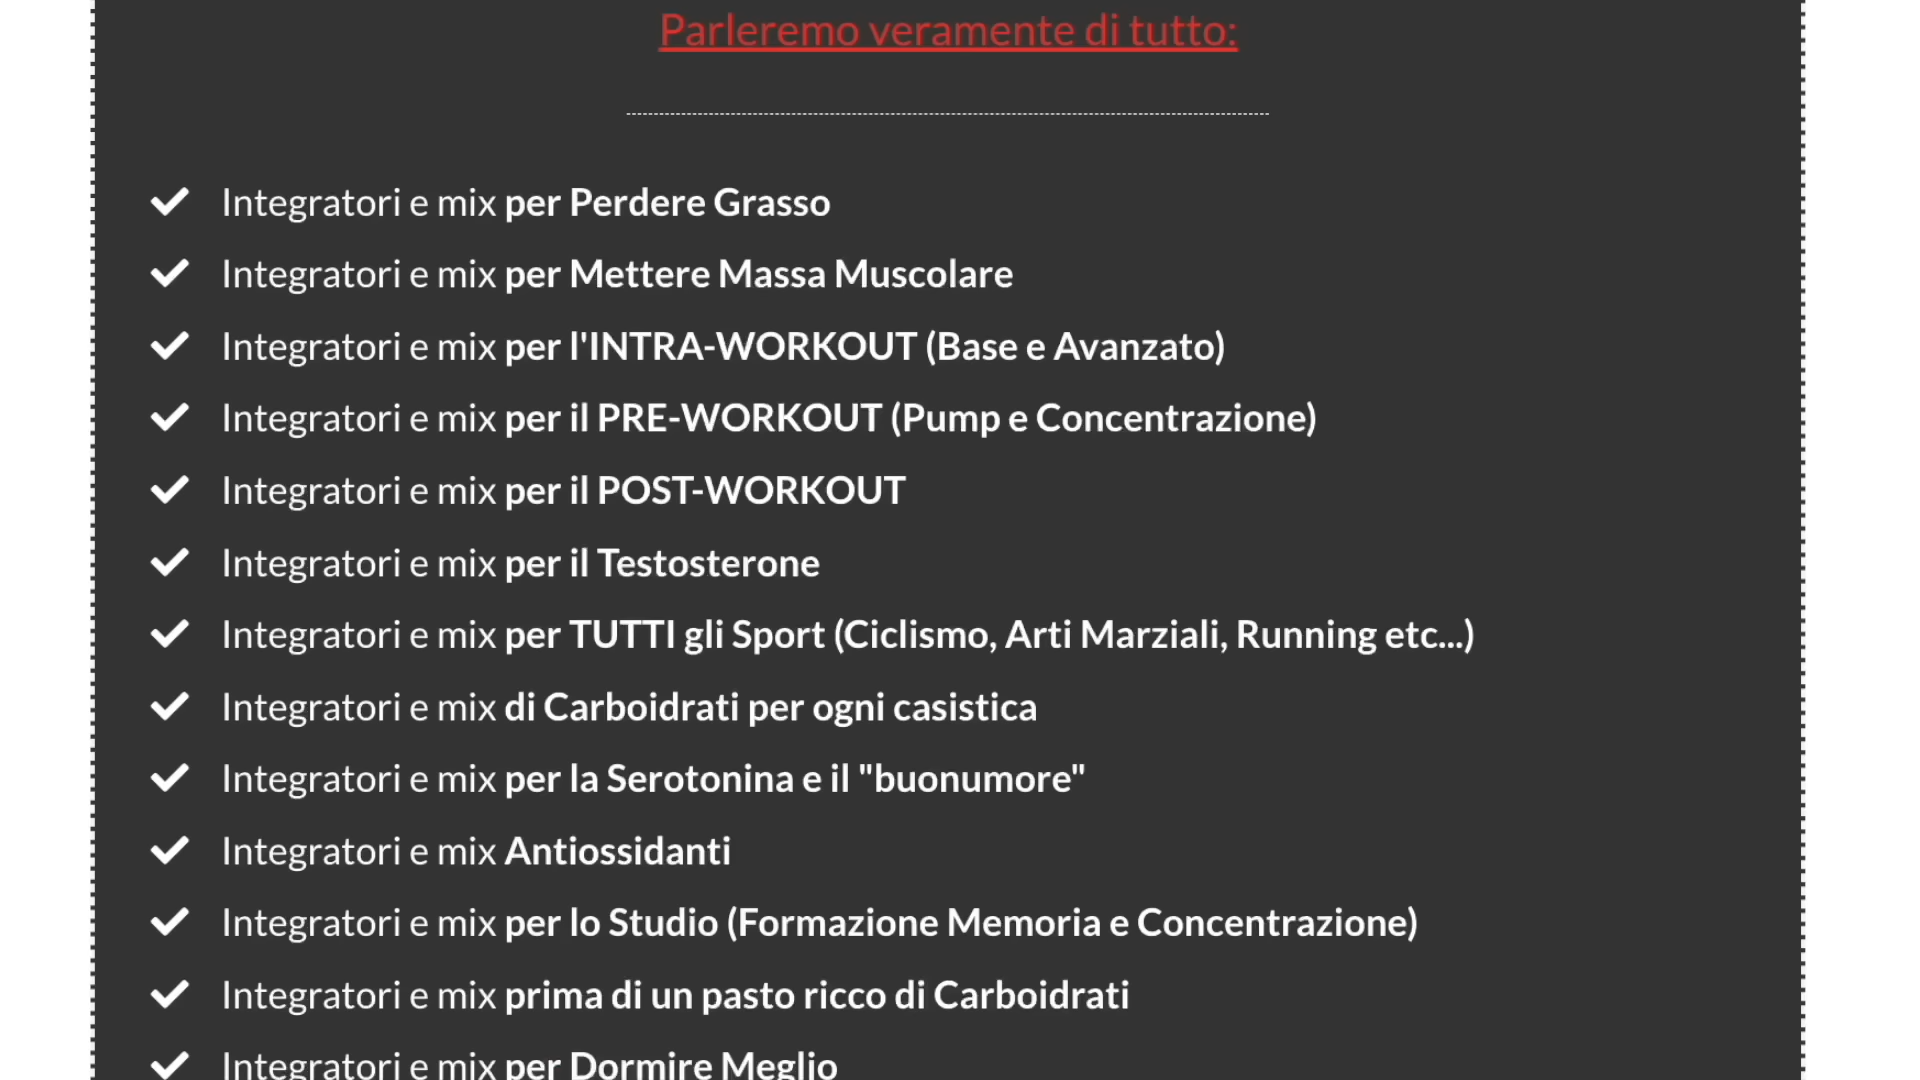 Parleremo veramente di tutto:
Integratori e mix per Perdere Grasso
Integratori e mix per Mettere Massa Muscolare
Integratori e mix per l'INTRA-WORKOUT (Base e Avanzato)
Integratori e mix per il PRE-WORKOUT (Pump e Concentrazione)
Integratori e mix per il POST-WORKOUT
Integratori e mix per il Testosterone
Integratori e mix per TUTTI gli Sport (Ciclismo, Arti Marziali, Running etc...)
Integratori e mix di Carboidrati per ogni casistica
Integratori e mix per la Serotonina e il "buonumore"
Integratori e mix Antiossidanti
Integratori e mix per lo Studio (Formazione Memoria e Concentrazione)
Integratori e mix prima di un pasto ricco di Carboidrati
Integratori e mix per Dormire Meglio